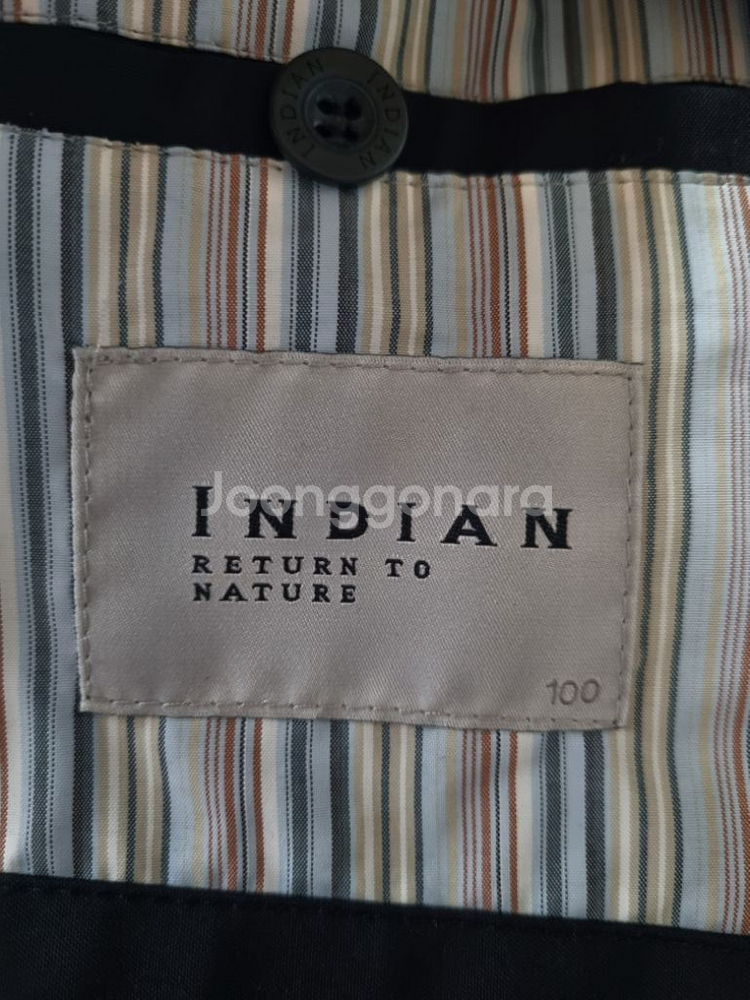 INDIAN INDIAN
Joonggonara
INDIAN
RETURN TO
NATURE
100